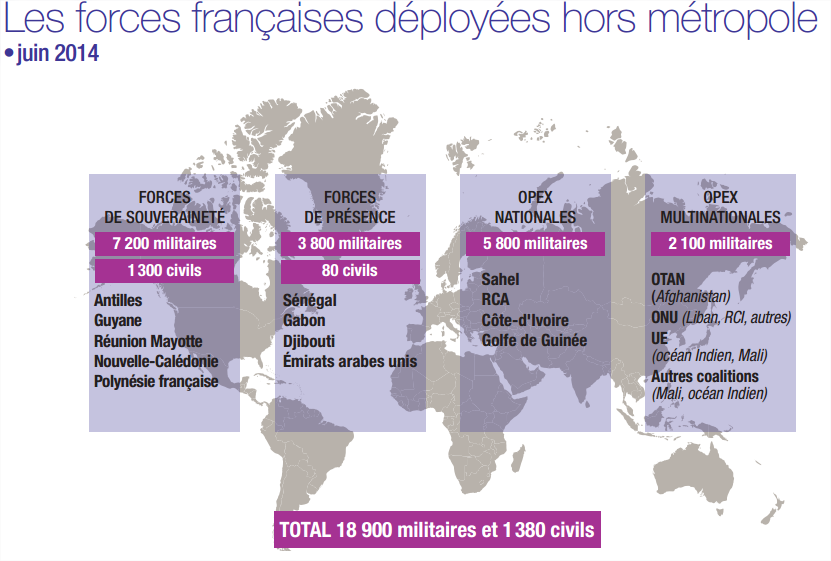 Les forces françaises déployées hors métropole
• juin 2014
FORCES
DE SOUVERAINETÉ
7 200 militaires
1 300 civils
Antilles
Guyane
Réunion Mayotte
Nouvelle-Calédonie
Polynésie française
FORCES
DE PRÉSENCE
3 800 militaires
80 civils
Sénégal
Gabon
Djibouti
Émirats arabes unis
OPEX
NATIONALES
5 800 militaires
Sahel
RCA
Côte-d'Ivoire
Golfe de Guinée
OPEX
MULTINATIONALES
2 100 militaires
OTAN
(Afghanistan)
ONU (Liban, RCI, autres)
UE
(océan Indien, Mali)
Autres coalitions
(Mali, océan Indien)
TOTAL 18 900 militaires et 1 380 civils